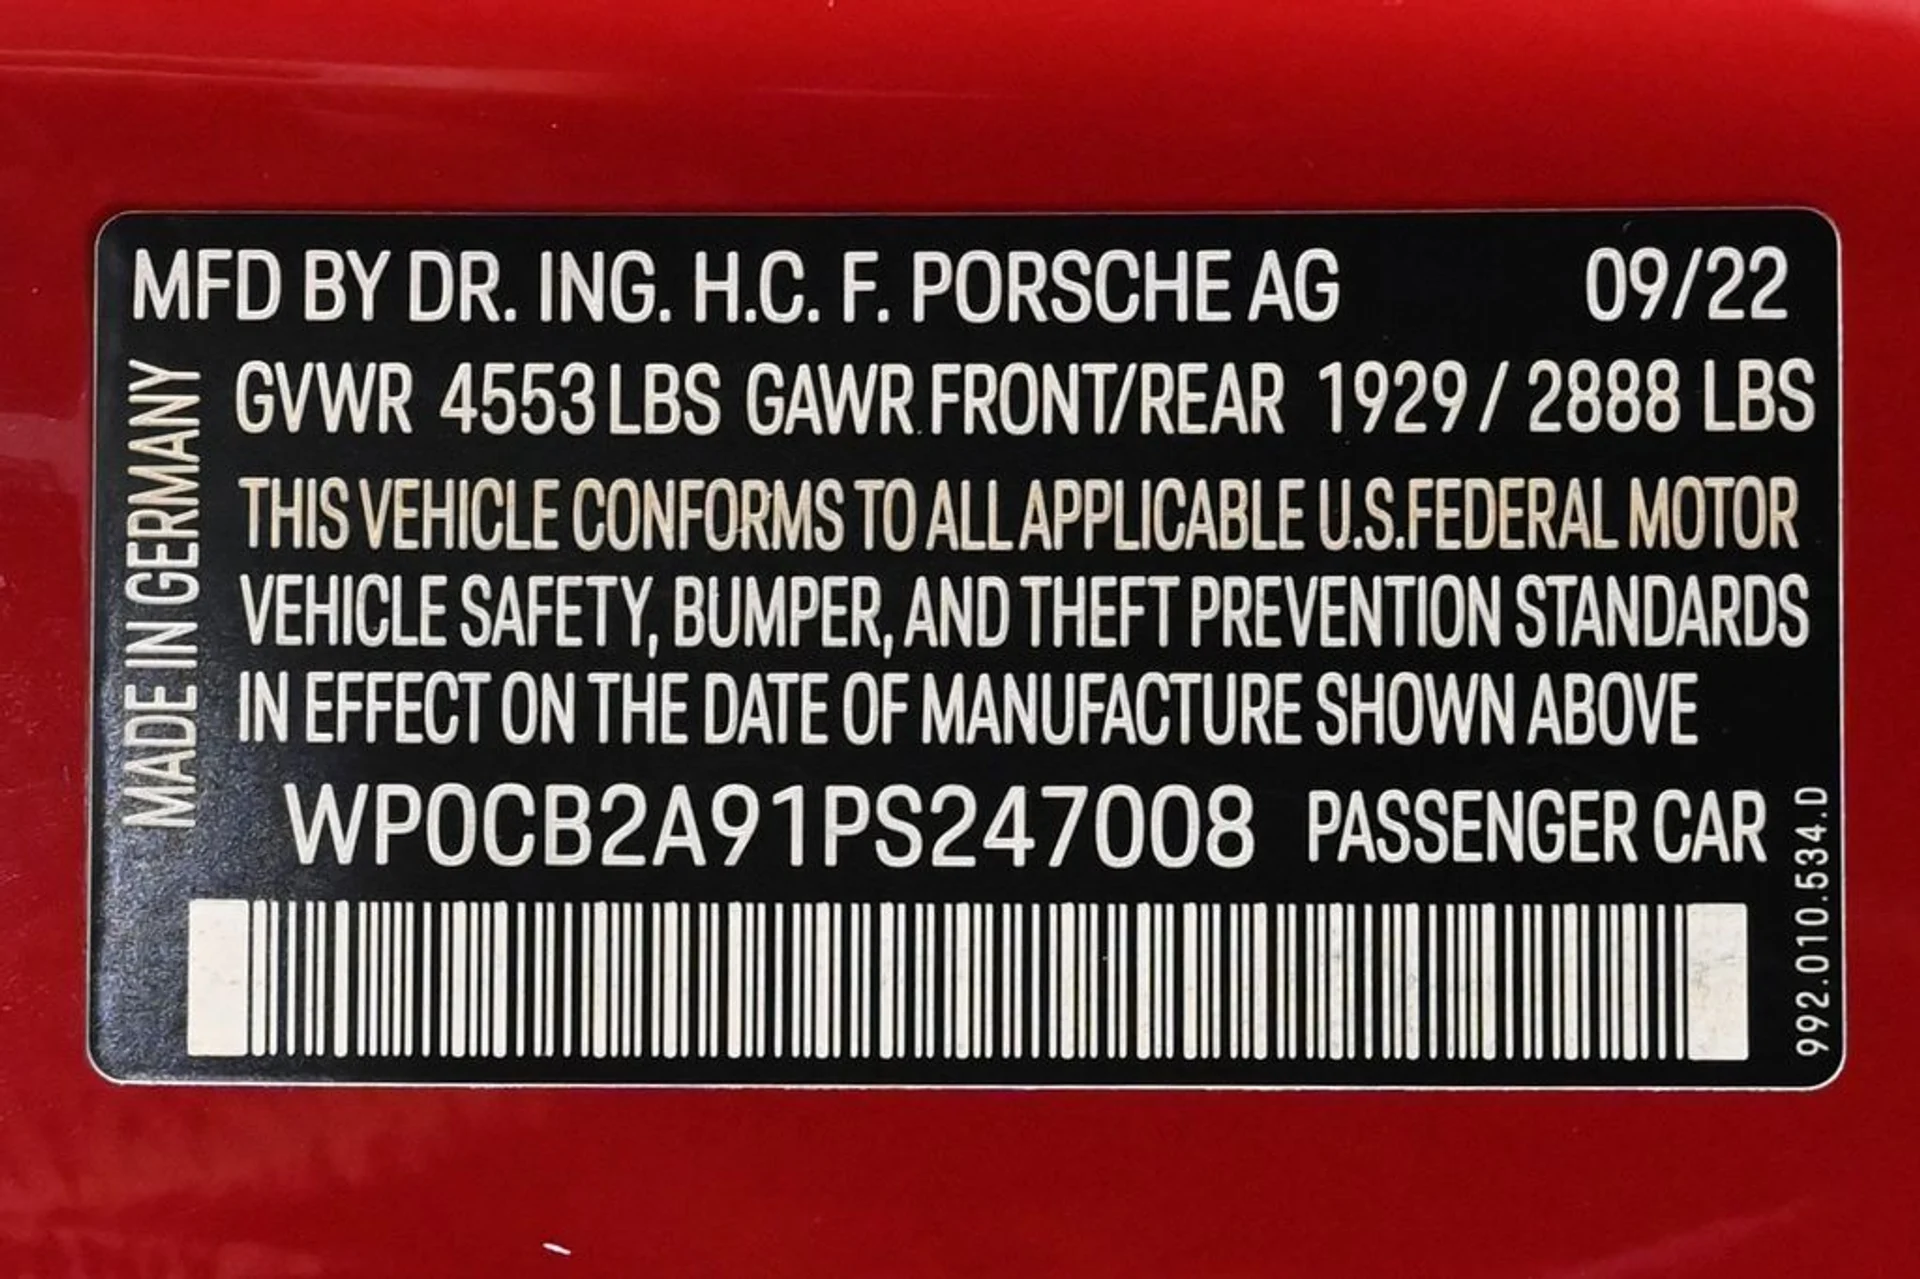 MFD BY DR. ING. H.C. F. PORSCHE AG 09/22
GVWR 4553 LBS GAWR FRONT/REAR 1929 / 2888 LBS
THIS VEHICLE CONFORMS TO ALL APPLICABLE U.S.FEDERAL MOTOR
VEHICLE SAFETY, BUMPER, AND THEFT PREVENTION STANDARDS
IN EFFECT ON THE DATE OF MANUFACTURE SHOWN ABOVE
WP0CB2A91PS247008 PASSENGER CAR
MADE IN GERMANY
992.010.534.D